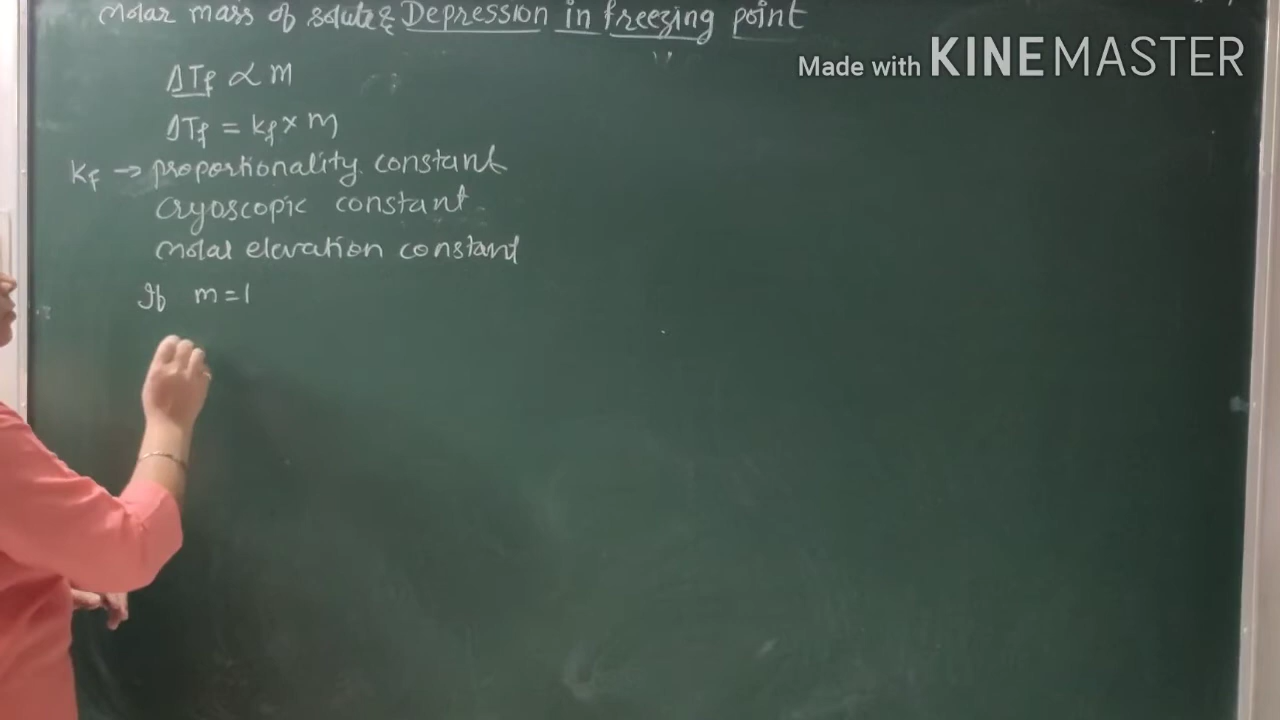 Molar mass of solute & Depression in freezing point
Made with KINEMASTER
ΔTf ∝ m
ΔTf = kf × m
Kf → proportionality constant
cryoscopic constant
molal elevation constant
If m = 1